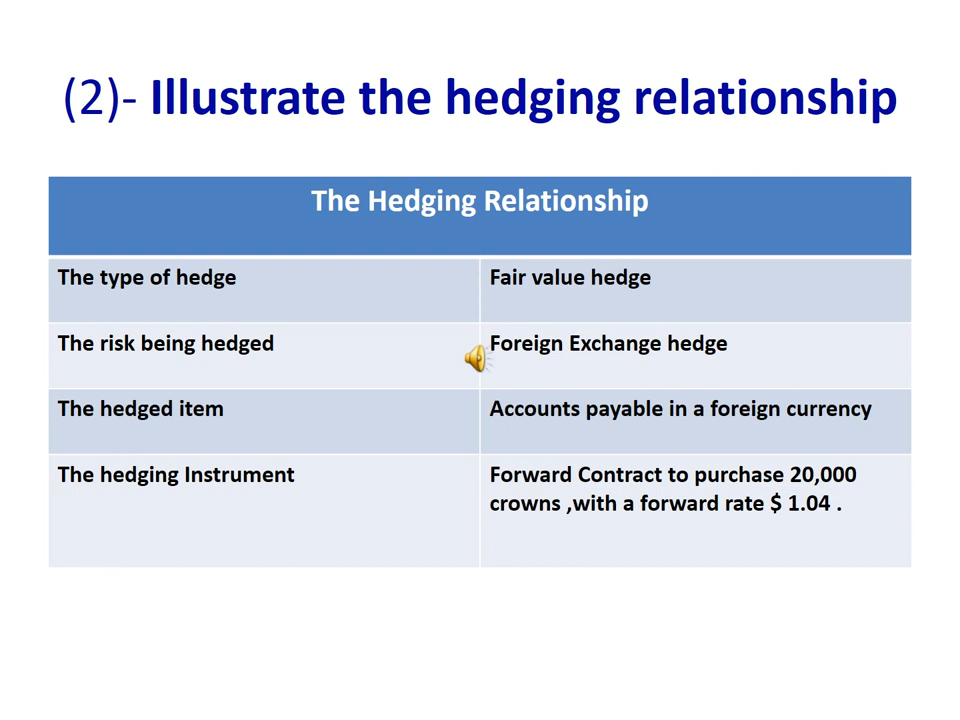 (2)- Illustrate the hedging relationship
The Hedging Relationship
The type of hedge
Fair value hedge
The risk being hedged
Foreign Exchange hedge
The hedged item
Accounts payable in a foreign currency
The hedging Instrument
Forward Contract to purchase 20,000
crowns ,with a forward rate $ 1.04 .